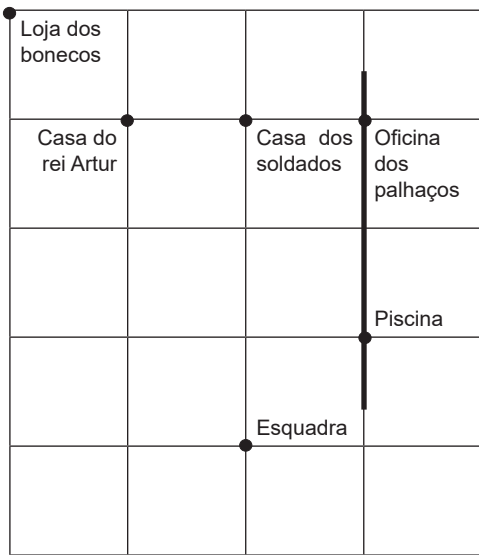 Loja dos
bonecos
Casa do
rei Artur
Casa dos
soldados
Oficina
dos
palhaços
Piscina
Esquadra